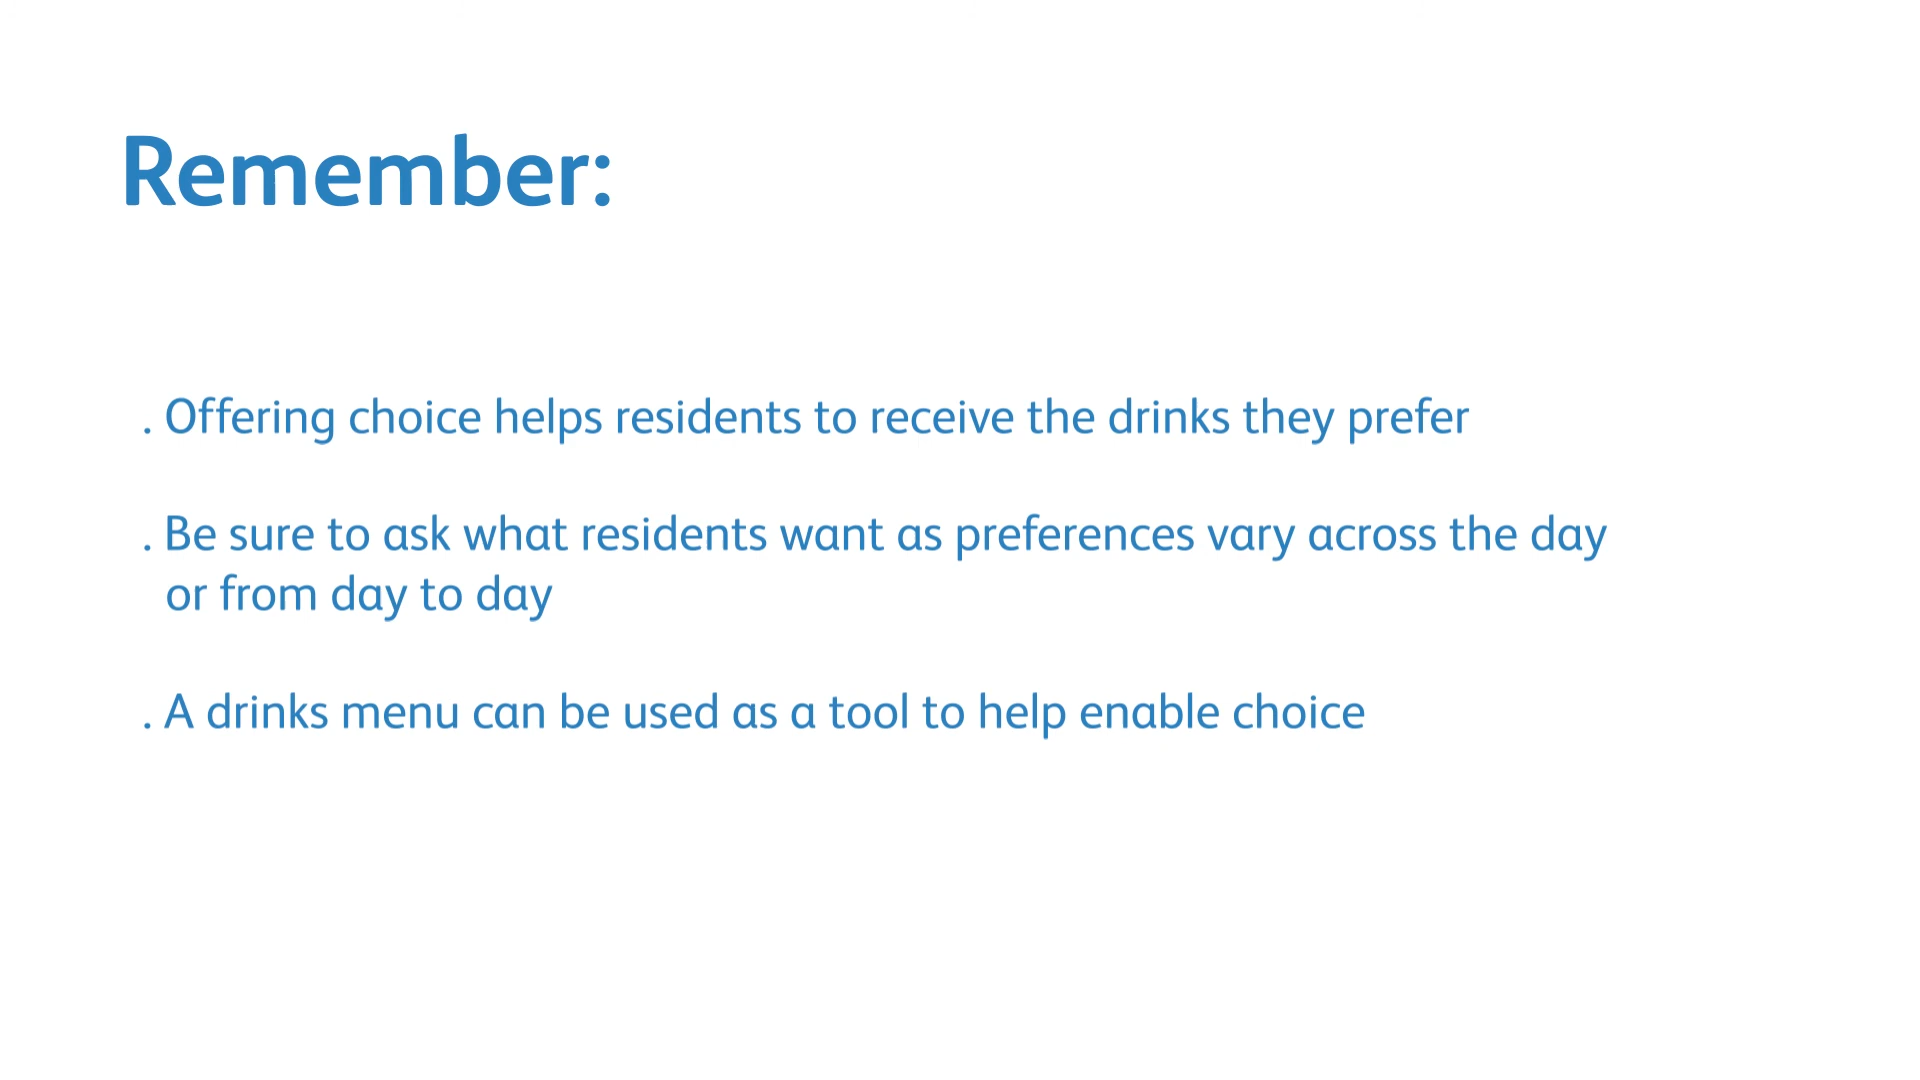 Remember:
. Offering choice helps residents to receive the drinks they prefer
. Be sure to ask what residents want as preferences vary across the day
or from day to day
. A drinks menu can be used as a tool to help enable choice